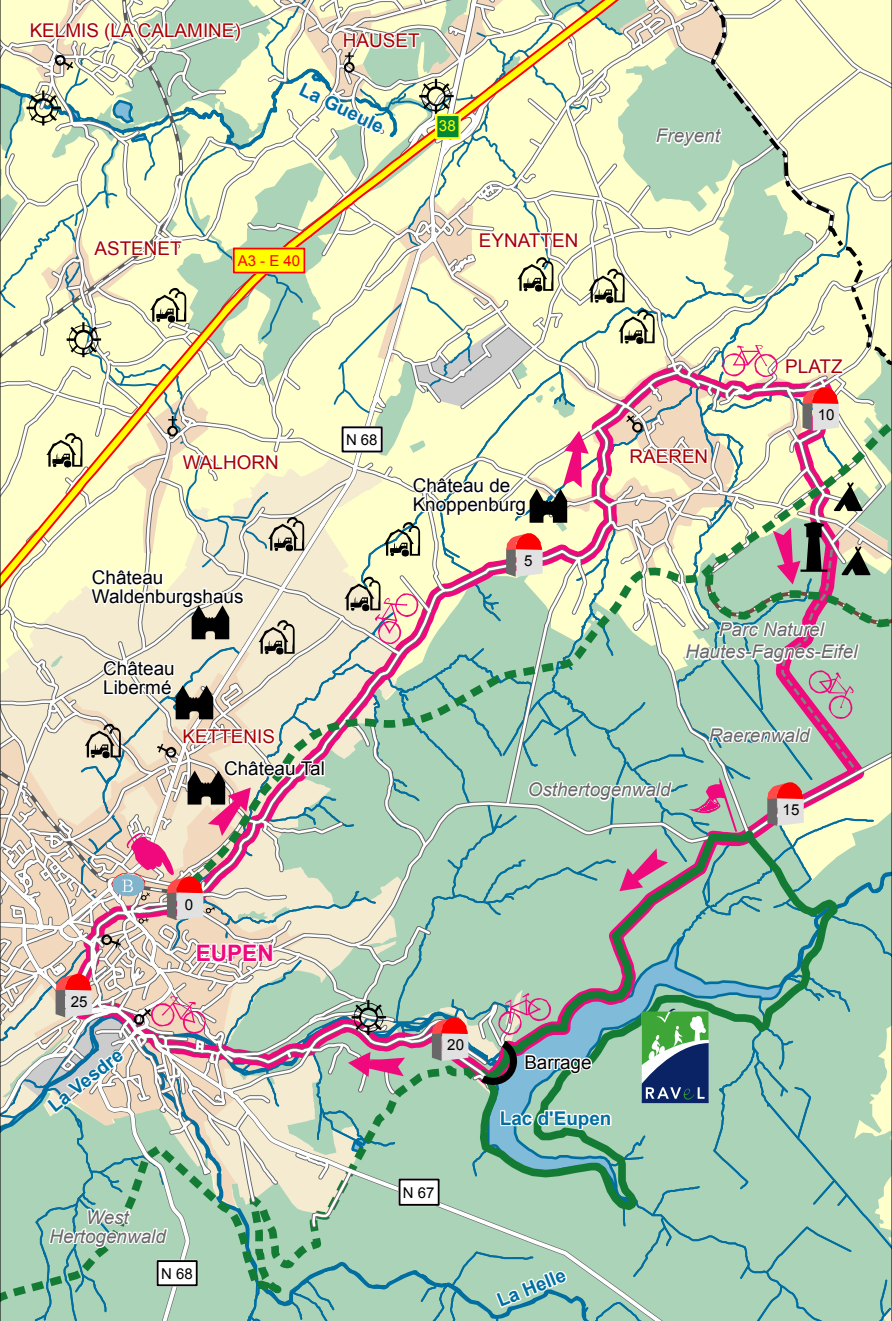 KELMIS (LA CALAMINE)
HAUSET
La Gueule
38
Freyent
ASTENET
EYNATTEN
A3 - E 40
PLATZ
10
N 68
RAEREN
WALHORN
Château de
Knoppenburg
5
Château
Waldenburgshaus
Parc Naturel
Hautes-Fagnes-Eifel
Château
Libermé
KETTENIS
Raerenwald
Château Tal
Osthertogenwald
15
B
0
EUPEN
25
20
Barrage
La Vesdre
RAVeL
Lac d'Eupen
N 67
West
Hertogenwald
N 68
La Helle